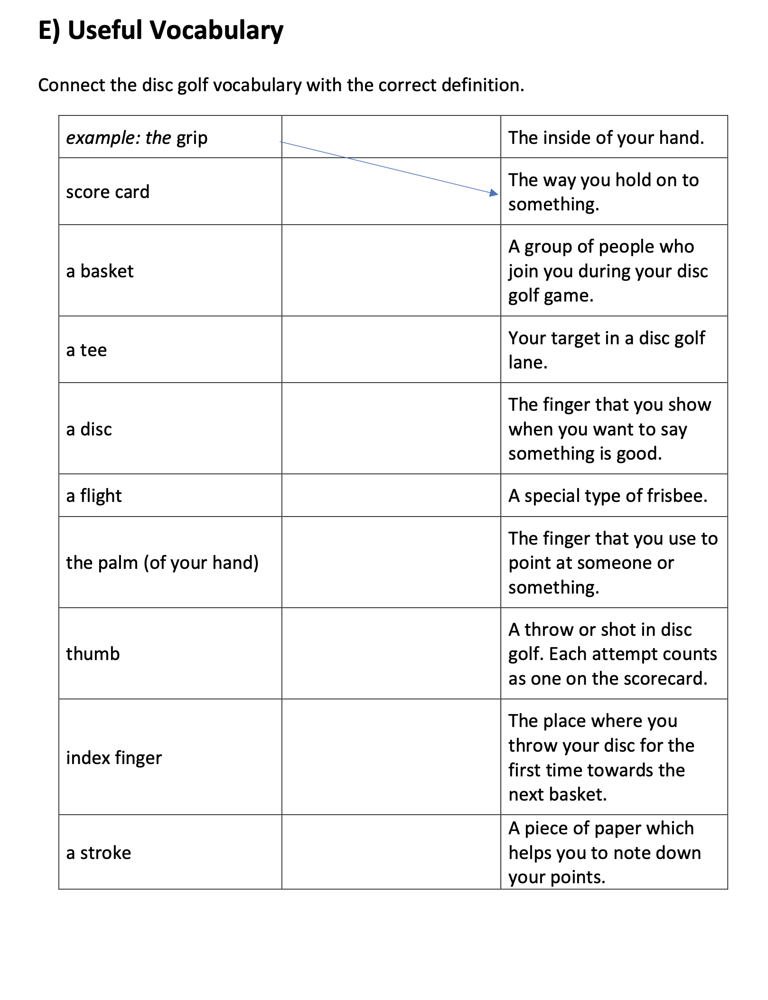 E) Useful Vocabulary
Connect the disc golf vocabulary with the correct definition.
example: the grip
The inside of your hand.
score card
The way you hold on to
something.
a basket
A group of people who
join you during your disc
golf game.
a tee
Your target in a disc golf
lane.
a disc
The finger that you show
when you want to say
something is good.
a flight
A special type of frisbee.
the palm (of your hand)
The finger that you use to
point at someone or
something.
thumb
A throw or shot in disc
golf. Each attempt counts
as one on the scorecard.
index finger
The place where you
throw your disc for the
first time towards the
next basket.
a stroke
A piece of paper which
helps you to note down
your points.